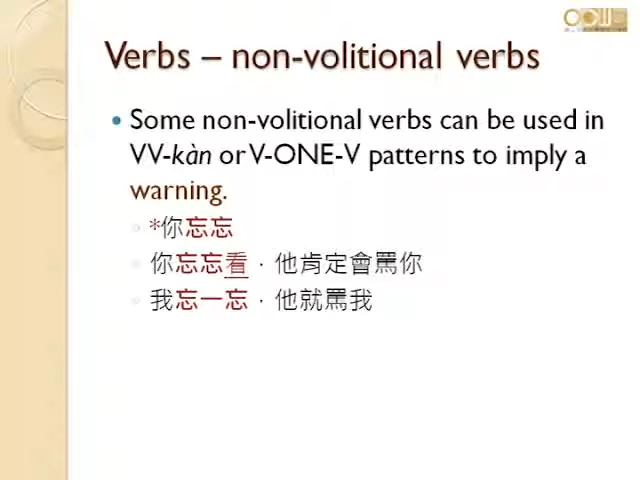 Verbs – non-volitional verbs
Some non-volitional verbs can be used in
VV-kàn or V-ONE-V patterns to imply a
warning.
*你忘忘
你忘忘看，他肯定會罵你
我忘一忘，他就罵我